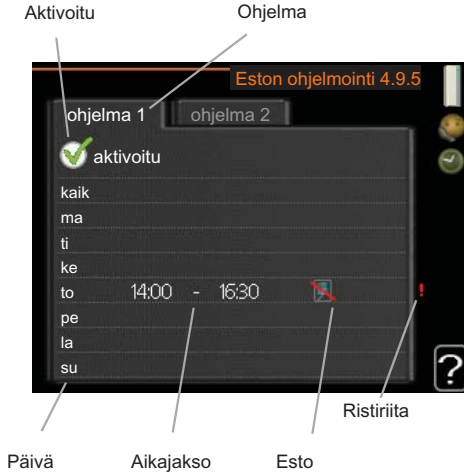 Aktivoitu
Ohjelma
Eston ohjelmointi 4.9.5
ohjelma 1
ohjelma 2
aktivoitu
kaik
ma
ti
ke
to 14:00 - 16:30 !
pe
la
su
?
Ristiriita
Päivä
Aikajakso
Esto